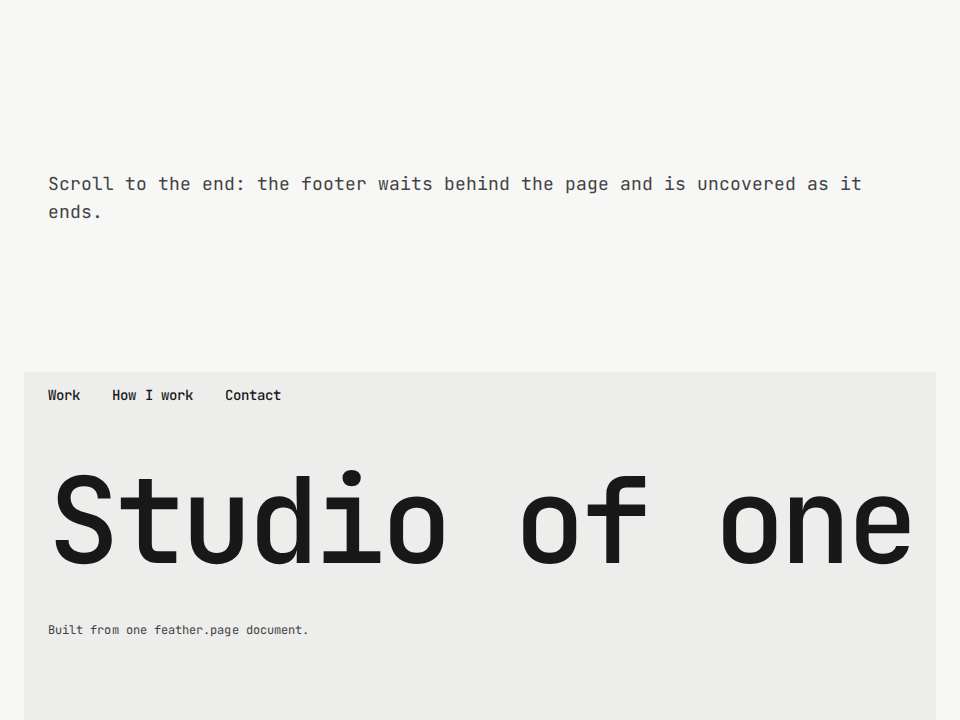 Scroll to the end: the footer waits behind the page and is uncovered as it
ends.
Work How I work Contact
Studio of one
Built from one feather.page document.